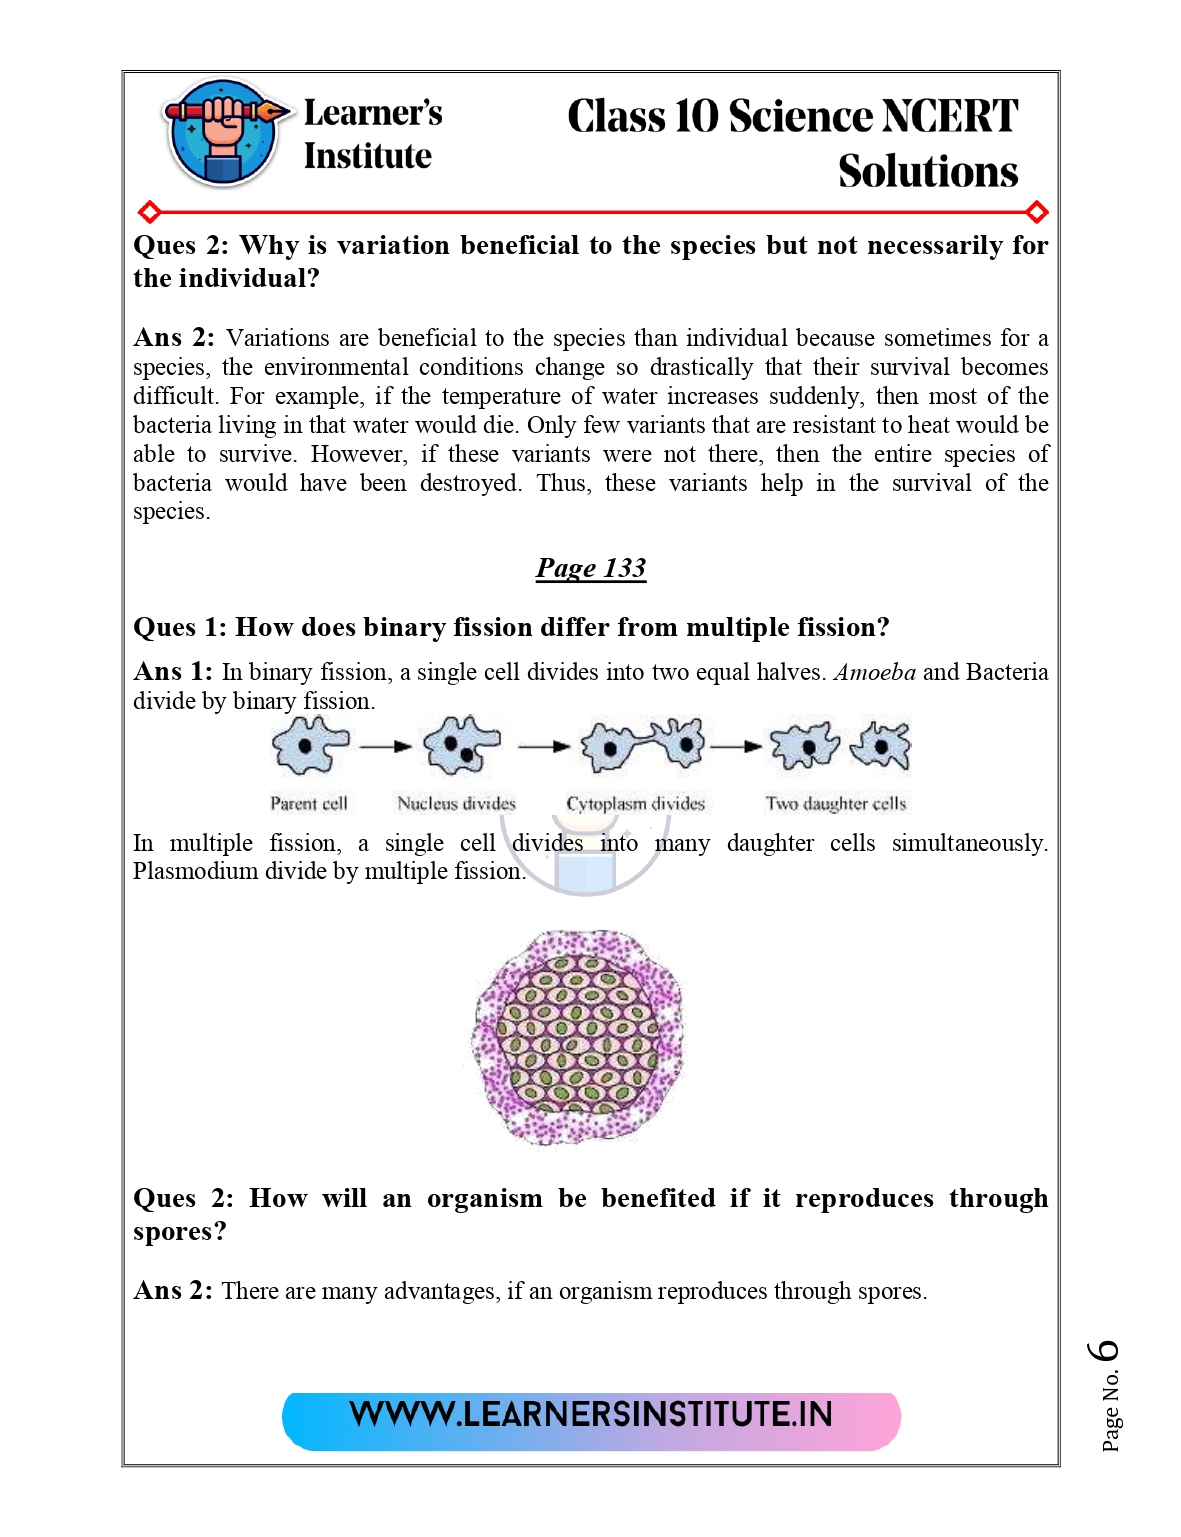 Learner's
Institute
Class 10 Science NCERT
Solutions
Ques 2: Why is variation beneficial to the species but not necessarily for
the individual?
Ans 2: Variations are beneficial to the species than individual because sometimes for a
species, the environmental conditions change so drastically that their survival becomes
difficult. For example, if the temperature of water increases suddenly, then most of the
bacteria living in that water would die. Only few variants that are resistant to heat would be
able to survive. However, if these variants were not there, then the entire species of
bacteria would have been destroyed. Thus, these variants help in the survival of the
species.
Page 133
Ques 1: How does binary fission differ from multiple fission?
Ans 1: In binary fission, a single cell divides into two equal halves. Amoeba and Bacteria
divide by binary fission.
Parent cell Nucleus divides Cytoplasm divides Two daughter cells
In multiple fission, a single cell divides into many daughter cells simultaneously.
Plasmodium divide by multiple fission.
Ques 2: How will an organism be benefited if it reproduces through
spores?
Ans 2: There are many advantages, if an organism reproduces through spores.
WWW.LEARNERSINSTITUTE.IN
Page No. 6